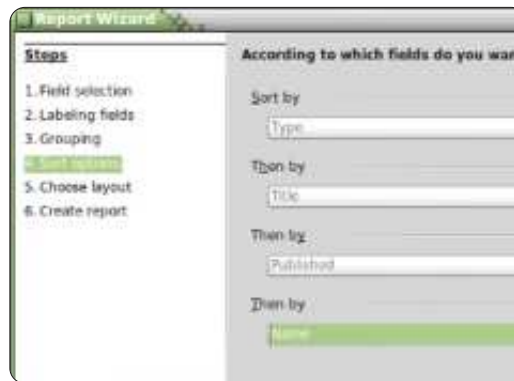 Report Wizard
Steps
1. Field selection
2. Labeling fields
3. Grouping
4. Sort options
5. Choose layout
6. Create report
According to which fields do you wan
Sort by
Type
Then by
Title
Then by
Published
Then by
Name